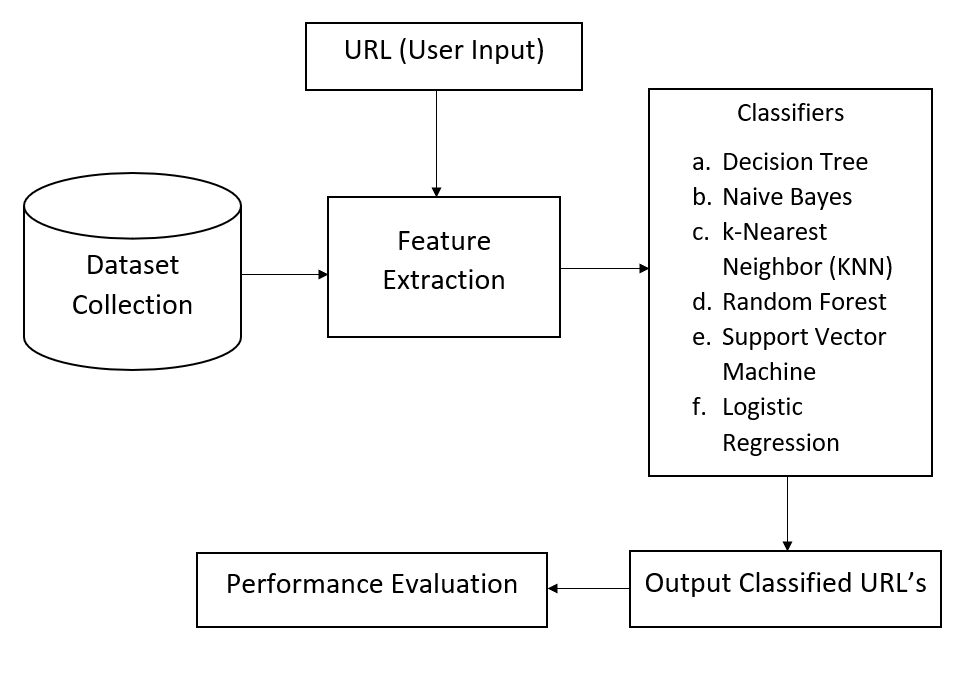 URL (User Input)
Dataset
Collection
Feature
Extraction
Classifiers
a. Decision Tree
b. Naive Bayes
c. k-Nearest
Neighbor (KNN)
d. Random Forest
e. Support Vector
Machine
f. Logistic
Regression
Output Classified URL’s
Performance Evaluation